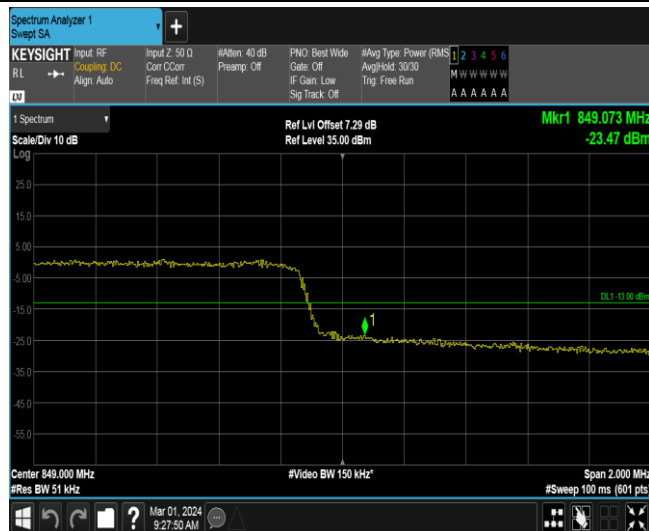 Spectrum Analyzer 1
Swept SA
+
KEYSIGHT
RL
Input: RF
Coupling: DC
Align: Auto
Input Z: 50 Ω
Corr CCorr
Freq Ref: Int (S)
#Atten: 40 dB
Preamp: Off
PNO: Best Wide
Gate: Off
IF Gain: Low
Sig Track: Off
#Avg Type: Power (RMS
Avg|Hold: 30/30
Trig: Free Run
1 2 3 4 5 6
M W W W W W
A A A A A A
LXI
1 Spectrum
Scale/Div 10 dB
Log
Ref Lvl Offset 7.29 dB
Ref Level 35.00 dBm
Mkr1 849.073 MHz
-23.47 dBm
25.0
15.0
5.00
-5.00
-15.0
-25.0
-35.0
-45.0
-55.0
DL1 -13.00 dBm
1
Center 849.000 MHz
#Res BW 51 kHz
#Video BW 150 kHz*
Span 2.000 MHz
#Sweep 100 ms (601 pts)
?
Mar 01, 2024
9:27:50 AM